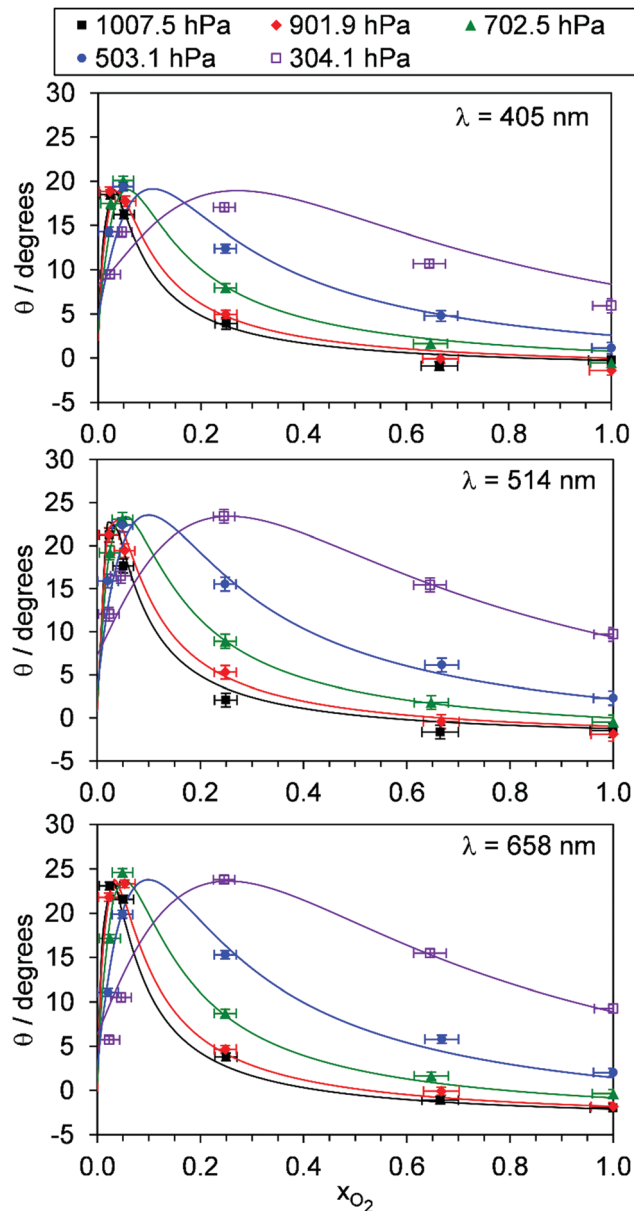 1007.5 hPa 901.9 hPa 702.5 hPa
503.1 hPa 304.1 hPa
30
λ = 405 nm
25
20
15
10
5
0
-5
θ / degrees
0.0 0.2 0.4 0.6 0.8 1.0
30
λ = 514 nm
25
20
15
10
5
0
-5
θ / degrees
0.0 0.2 0.4 0.6 0.8 1.0
30
λ = 658 nm
25
20
15
10
5
0
-5
θ / degrees
0.0 0.2 0.4 0.6 0.8 1.0
x_O₂